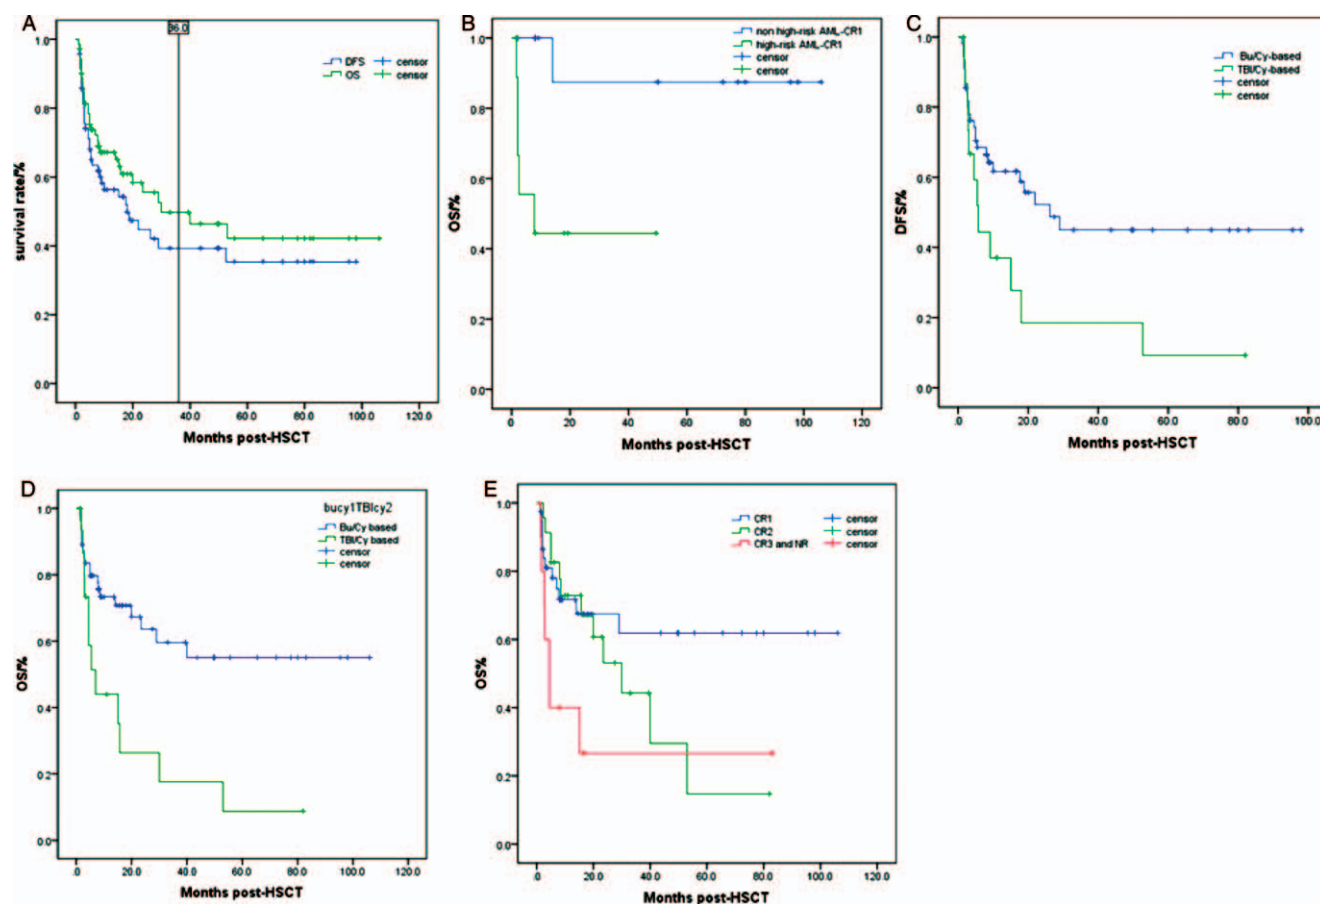 A
36.0
DFS censor
OS censor
survival rate/%
1.0
0.8
0.6
0.4
0.2
0.0
.0 20.0 40.0 60.0 80.0 100.0 120.0
Months post-HSCT
B
non high-risk AML-CR1
high-risk AML-CR1
censor
censor
OS/%
1.0
0.8
0.6
0.4
0.2
0.0
.0 20 40 60 80 100 120
Months post-HSCT
C
Bu/Cy-based
TBI/Cy-based
censor
censor
DFS/%
1.0
0.8
0.6
0.4
0.2
0.0
.0 20.0 40.0 60.0 80.0 100.0
Months post-HSCT
D
bucy1TBIcy2
Bu/Cy based
TBI/Cy based
censor
censor
OS/%
1.0
0.8
0.6
0.4
0.2
0.0
.0 20.0 40.0 60.0 80.0 100.0 120.0
Months post-HSCT
E
CR1 censor
CR2 censor
CR3 and NR censor
OS%
1.0
0.8
0.6
0.4
0.2
0.0
.0 20.0 40.0 60.0 80.0 100.0 120.0
Months post-HSCT